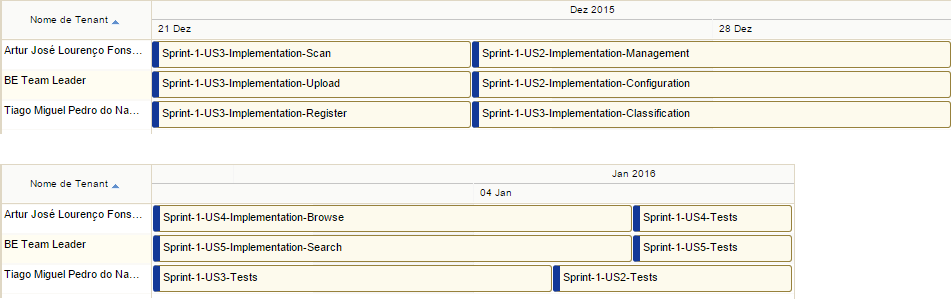 Nome de Tenant
Dez 2015
21 Dez
28 Dez
Artur José Lourenço Fons...
Sprint-1-US3-Implementation-Scan
Sprint-1-US2-Implementation-Management
BE Team Leader
Sprint-1-US3-Implementation-Upload
Sprint-1-US2-Implementation-Configuration
Tiago Miguel Pedro do Na...
Sprint-1-US3-Implementation-Register
Sprint-1-US3-Implementation-Classification
Nome de Tenant
Jan 2016
04 Jan
Artur José Lourenço Fons...
Sprint-1-US4-Implementation-Browse
Sprint-1-US4-Tests
BE Team Leader
Sprint-1-US5-Implementation-Search
Sprint-1-US5-Tests
Tiago Miguel Pedro do Na...
Sprint-1-US3-Tests
Sprint-1-US2-Tests